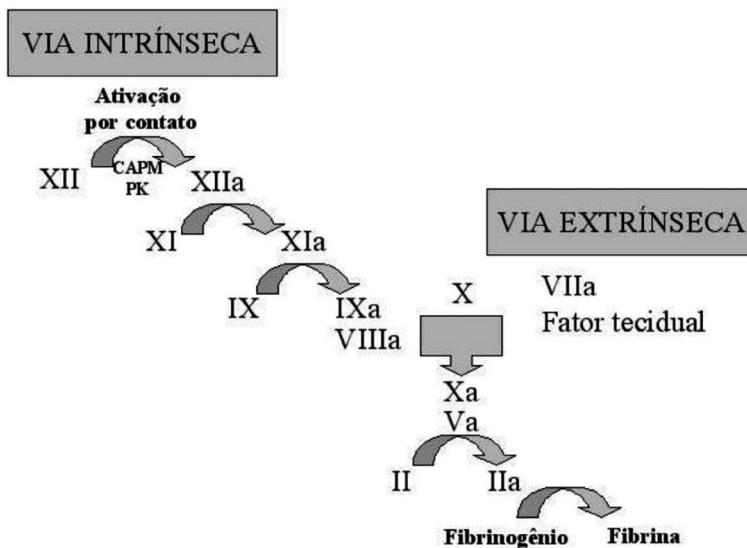 VIA INTRÍNSECA
Ativação
por contato
XII
CAPM
PK
XIIa
XI
XIa
IX
IXa
VIIIa
VIA EXTRÍNSECA
X
VIIa
Fator tecidual
Xa
Va
II
IIa
Fibrinogênio
Fibrina